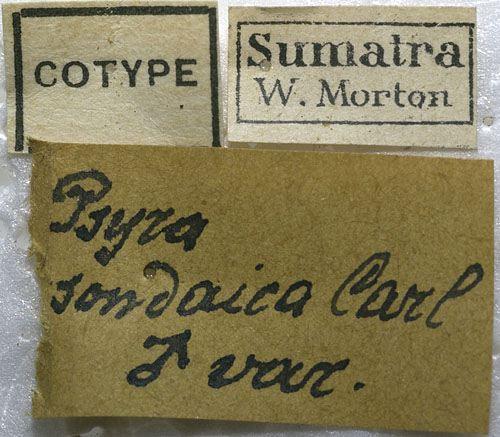 COTYPE
Sumatra
W. Morton
Psyra
sondaica Carl
♂ var.